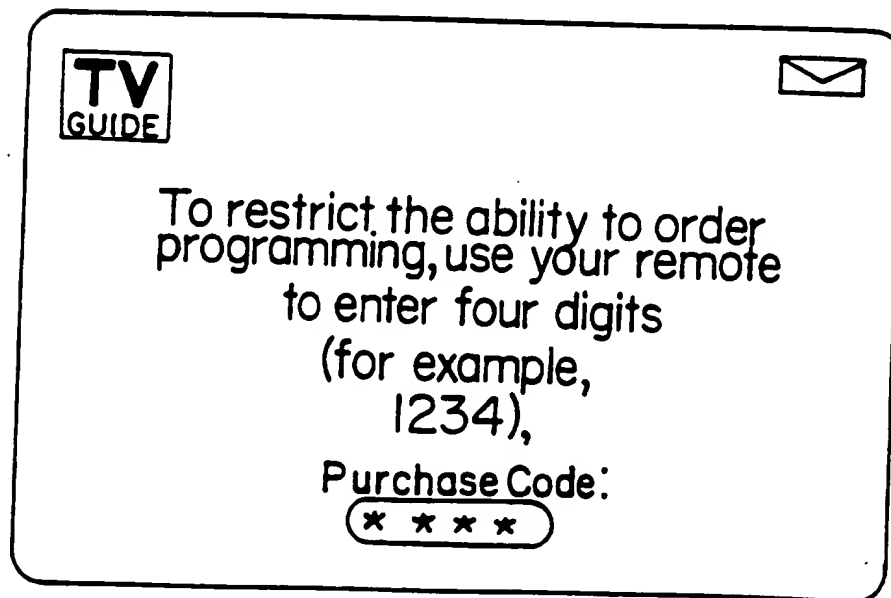 TV
GUIDE
To restrict the ability to order
programming, use your remote
to enter four digits
(for example,
1234),
Purchase Code:
* * * *